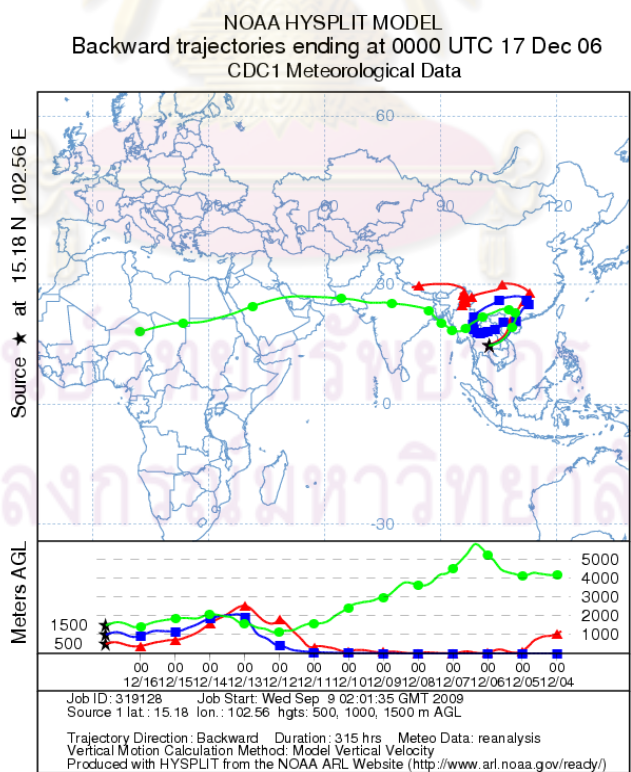 NOAA HYSPLIT MODEL
Backward trajectories ending at 0000 UTC 17 Dec 06
CDC1 Meteorological Data
Source ★ at 15.18 N 102.56 E
60
0
60
120
-30
Meters AGL
1500
500
5000
4000
3000
2000
1000
00 00 00 00 00 00 00 00 00 00 00 00 00
12/16 12/15 12/14 12/13 12/12 12/11 12/10 12/09 12/08 12/07 12/06 12/05 12/04
Job ID: 319128 Job Start: Wed Sep 9 02:01:35 GMT 2009
Source 1 lat.: 15.18 lon.: 102.56 hgts: 500, 1000, 1500 m AGL
Trajectory Direction: Backward Duration: 315 hrs Meteo Data: reanalysis
Vertical Motion Calculation Method: Model Vertical Velocity
Produced with HYSPLIT from the NOAA ARL Website (http://www.arl.noaa.gov/ready/)